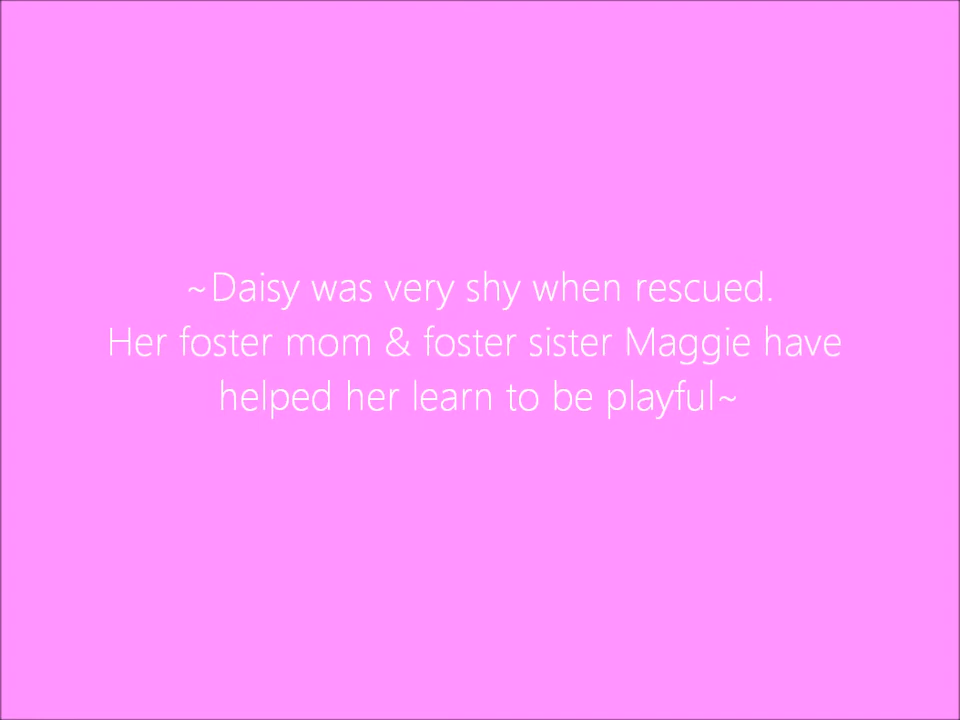 ~Daisy was very shy when rescued.
Her foster mom & foster sister Maggie have
helped her learn to be playful~